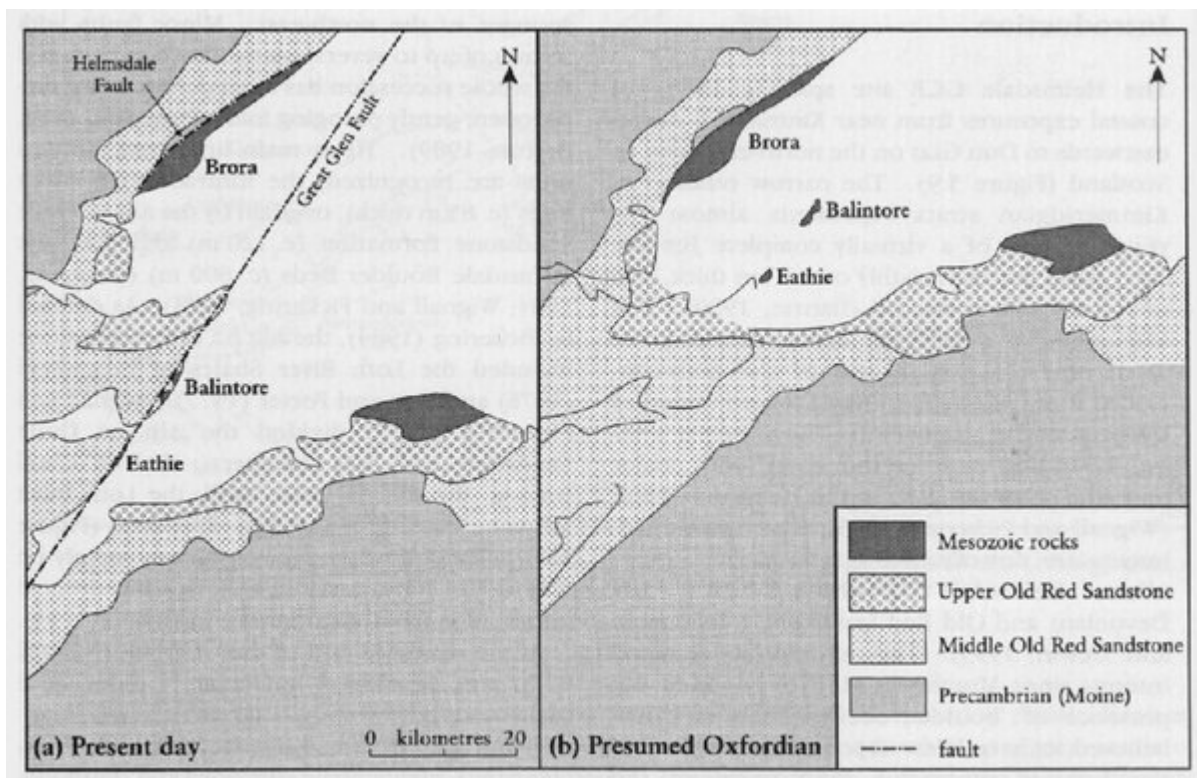 Helmsdale
Fault
Great Glen Fault
N
Brora
Balintore
Eathie
(a) Present day
0 kilometres 20
N
Brora
Balintore
Eathie
(b) Presumed Oxfordian
Mesozoic rocks
Upper Old Red Sandstone
Middle Old Red Sandstone
Precambrian (Moine)
fault